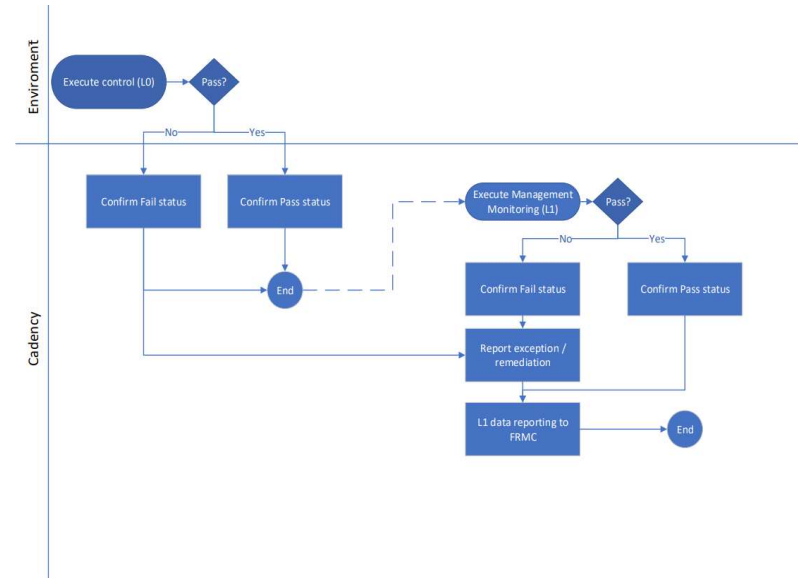 Enviroment
Execute control (L0)
Pass?
No
Yes
Cadency
Confirm Fail status
Confirm Pass status
End
Execute Management
Monitoring (L1)
Pass?
No
Yes
Confirm Fail status
Confirm Pass status
Report exception /
remediation
L1 data reporting to
FRMC
End